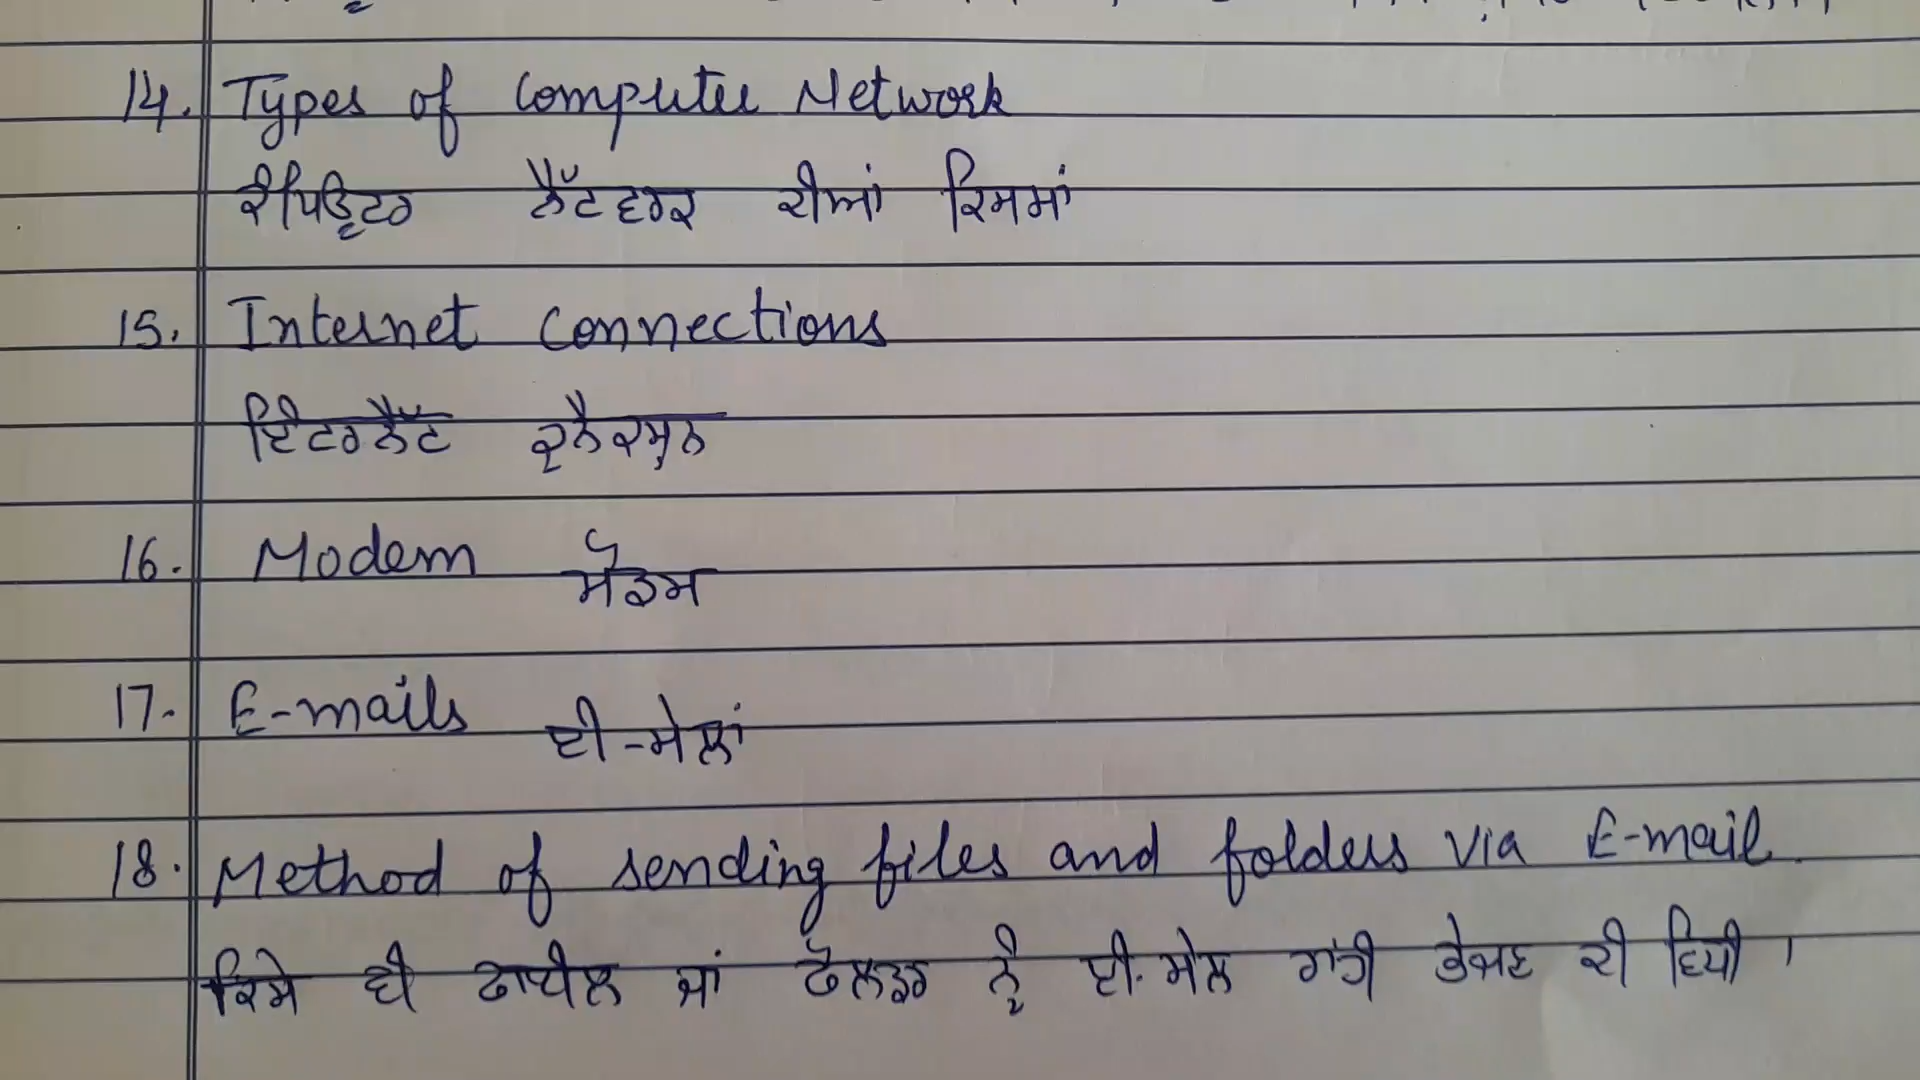 14. Types of Computer Network
ਕੰਪਿਊਟਰ ਨੈੱਟਵਰਕ ਦੀਆਂ ਕਿਸਮਾਂ
15. Internet Connections
ਇੰਟਰਨੈੱਟ ਕੁਨੈਕਸ਼ਨ
16. Modem ਮੋਡਮ
17. E-mails ਈ-ਮੇਲਾਂ
18. Method of sending files and folders via E-mail.
ਕਿਸੇ ਵੀ ਫਾਈਲ ਜਾਂ ਫੋਲਡਰ ਨੂੰ ਈ-ਮੇਲ ਰਾਂਹੀ ਭੇਜਣ ਦੀ ਵਿਧੀ ।